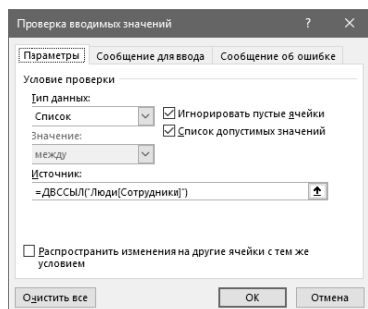 Проверка вводимых значений ? ×
Параметры Сообщение для ввода Сообщение об ошибке
Условие проверки
Тип данных:
Список
Игнорировать пустые ячейки
Список допустимых значений
Значение:
между
Источник:
=ДВССЫЛ("Люди[Сотрудники]")
Распространить изменения на другие ячейки с тем же
условием
Очистить все ОК Отмена